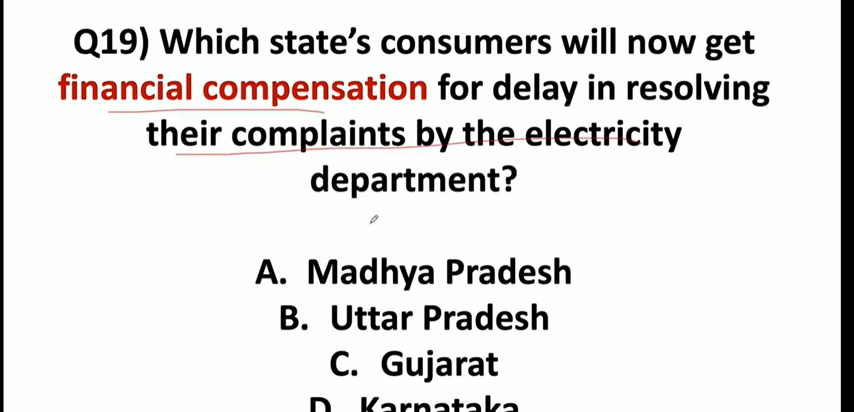 Q19) Which state's consumers will now get
financial compensation for delay in resolving
their complaints by the electricity
department?
A. Madhya Pradesh
B. Uttar Pradesh
C. Gujarat
D. Karnataka